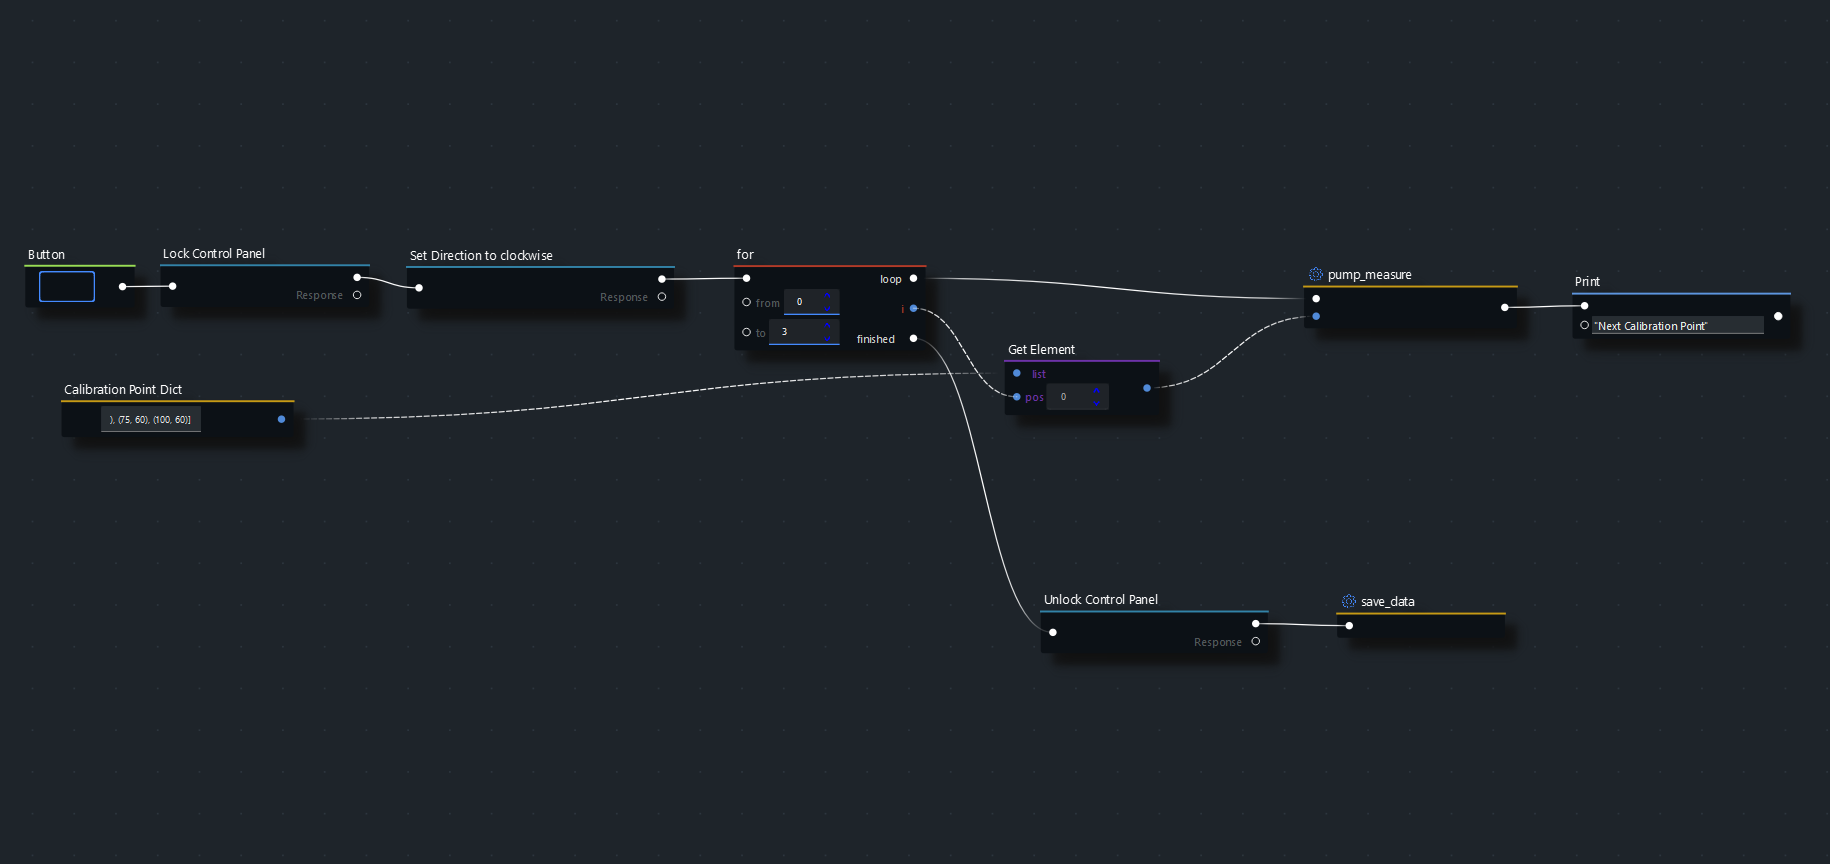 Button
Lock Control Panel
Response
Set Direction to clockwise
Response
for
loop
from 0
i
to 3
finished
Calibration Point Dict
), (75, 60), (100, 60)]
Get Element
list
pos 0
pump_measure
Print
"Next Calibration Point"
Unlock Control Panel
Response
save_data